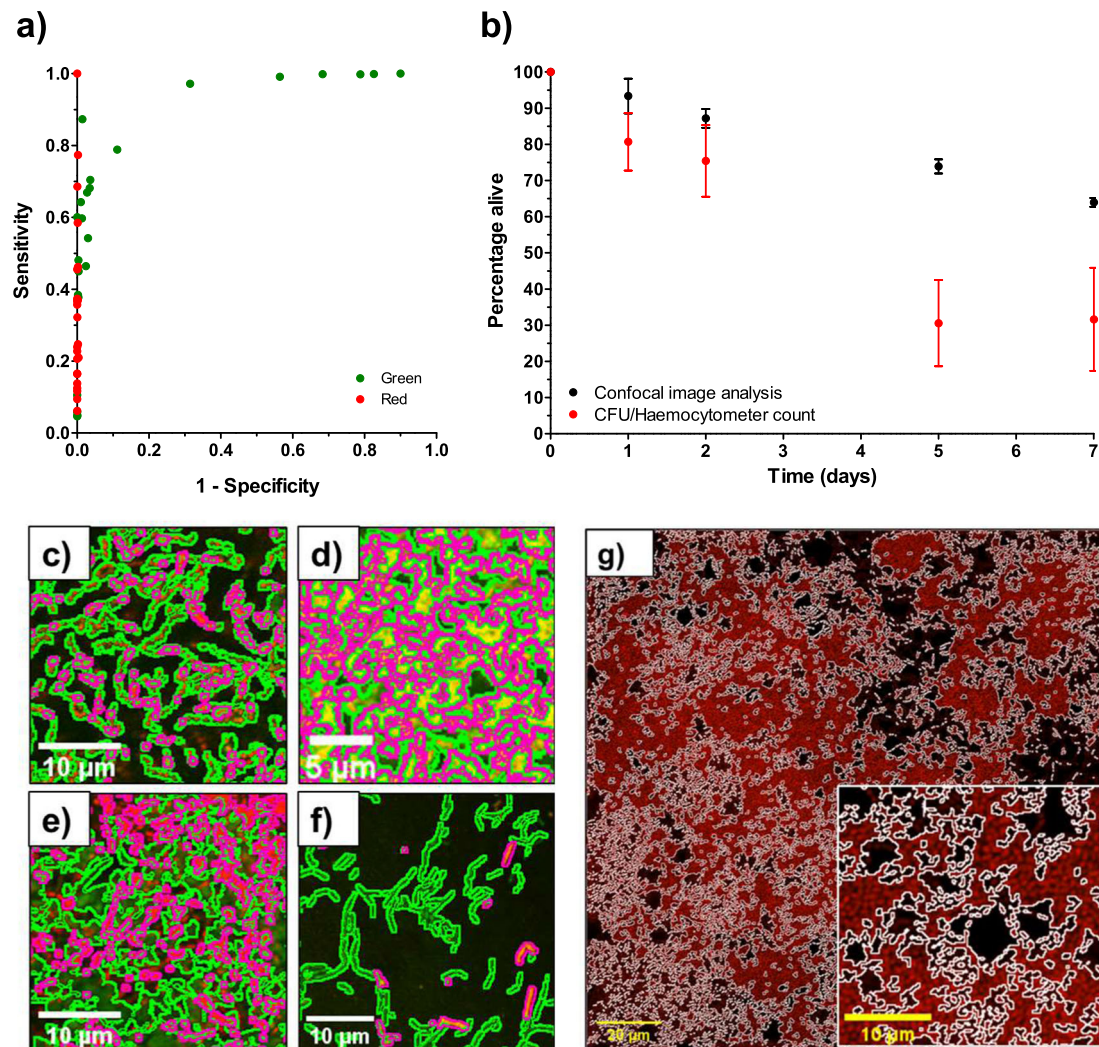 a)
b)
1.0
0.8
0.6
0.4
0.2
0.0
Sensitivity
0.0 0.2 0.4 0.6 0.8 1.0
1 - Specificity
Green
Red
100
90
80
70
60
50
40
30
20
10
0
Percentage alive
0 1 2 3 4 5 6 7
Time (days)
Confocal image analysis
CFU/Haemocytometer count
c)
10 µm
d)
5 µm
e)
10 µm
f)
10 µm
g)
20 µm
10 µm